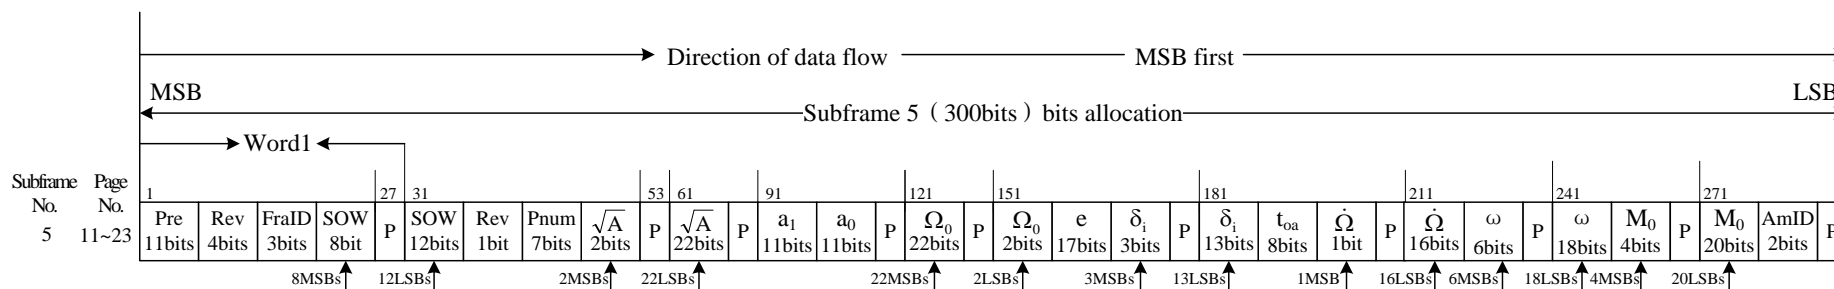 Direction of data flow MSB first
MSB LSB
Subframe 5（300bits）bits allocation
Word1
Subframe No. Page No. 1 27 31 53 61 91 121 151 181 211 241 271
Pre Rev FraID SOW P SOW Rev Pnum √A P √A P a₁ a₀ P Ω₀ P Ω₀ e δᵢ P δᵢ tₒₐ Ω̇ P Ω̇ ω P ω M₀ P M₀ AmID P
5 11~23 11bits 4bits 3bits 8bit 12bits 1bit 7bits 2bits 22bits 11bits 11bits 22bits 2bits 17bits 3bits 13bits 8bits 1bit 16bits 6bits 18bits 4bits 20bits 2bits
8MSBs 12LSBs 2MSBs 22LSBs 22MSBs 2LSBs 3MSBs 13LSBs 1MSB 16LSBs 6MSBs 18LSBs 4MSBs 20LSBs